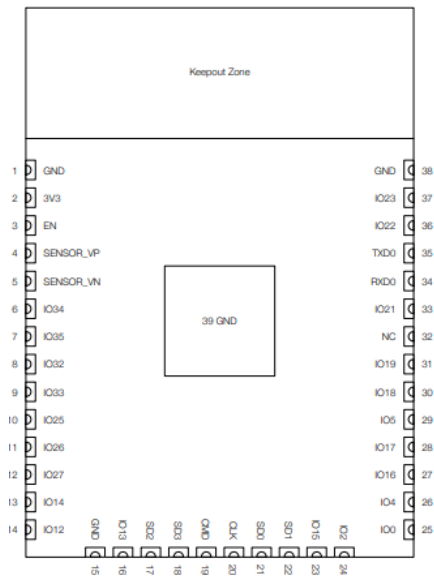 Keepout Zone
1 GND
2 3V3
3 EN
4 SENSOR_VP
5 SENSOR_VN
6 IO34
7 IO35
8 IO32
9 IO33
10 IO25
11 IO26
12 IO27
13 IO14
14 IO12
39 GND
GND 15
IO13 16
SD2 17
SD3 18
CMD 19
CLK 20
SD0 21
SD1 22
IO15 23
IO2 24
GND 38
IO23 37
IO22 36
TXD0 35
RXD0 34
IO21 33
NC 32
IO19 31
IO18 30
IO5 29
IO17 28
IO16 27
IO4 26
IO0 25